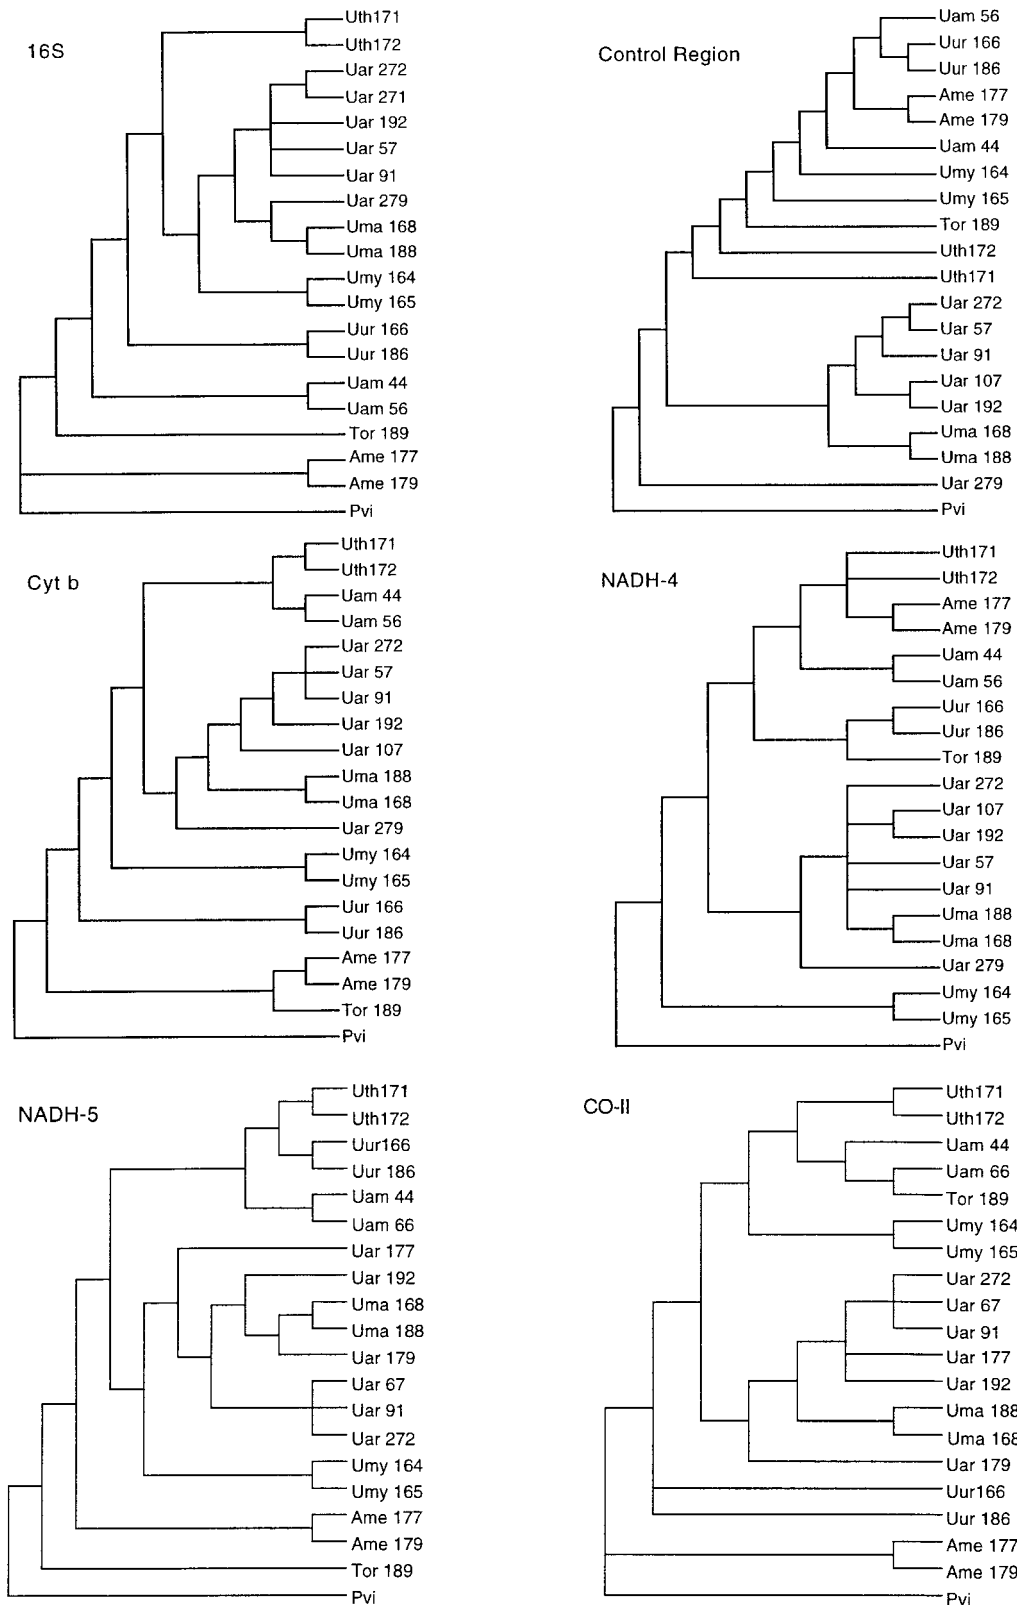 16S
Uth171
Uth172
Uar 272
Uar 271
Uar 192
Uar 57
Uar 91
Uar 279
Uma 168
Uma 188
Umy 164
Umy 165
Uur 166
Uur 186
Uam 44
Uam 56
Tor 189
Ame 177
Ame 179
Pvi
Control Region
Uam 56
Uur 166
Uur 186
Ame 177
Ame 179
Uam 44
Umy 164
Umy 165
Tor 189
Uth172
Uth171
Uar 272
Uar 57
Uar 91
Uar 107
Uar 192
Uma 168
Uma 188
Uar 279
Pvi
Cyt b
Uth171
Uth172
Uam 44
Uam 56
Uar 272
Uar 57
Uar 91
Uar 192
Uar 107
Uma 188
Uma 168
Uar 279
Umy 164
Umy 165
Uur 166
Uur 186
Ame 177
Ame 179
Tor 189
Pvi
NADH-4
Uth171
Uth172
Ame 177
Ame 179
Uam 44
Uam 56
Uur 166
Uur 186
Tor 189
Uar 272
Uar 107
Uar 192
Uar 57
Uar 91
Uma 188
Uma 168
Uar 279
Umy 164
Umy 165
Pvi
NADH-5
Uth171
Uth172
Uur166
Uur 186
Uam 44
Uam 66
Uar 177
Uar 192
Uma 168
Uma 188
Uar 179
Uar 67
Uar 91
Uar 272
Umy 164
Umy 165
Ame 177
Ame 179
Tor 189
Pvi
CO-II
Uth171
Uth172
Uam 44
Uam 66
Tor 189
Umy 164
Umy 165
Uar 272
Uar 67
Uar 91
Uar 177
Uar 192
Uma 188
Uma 168
Uar 179
Uur166
Uur 186
Ame 177
Ame 179
Pvi